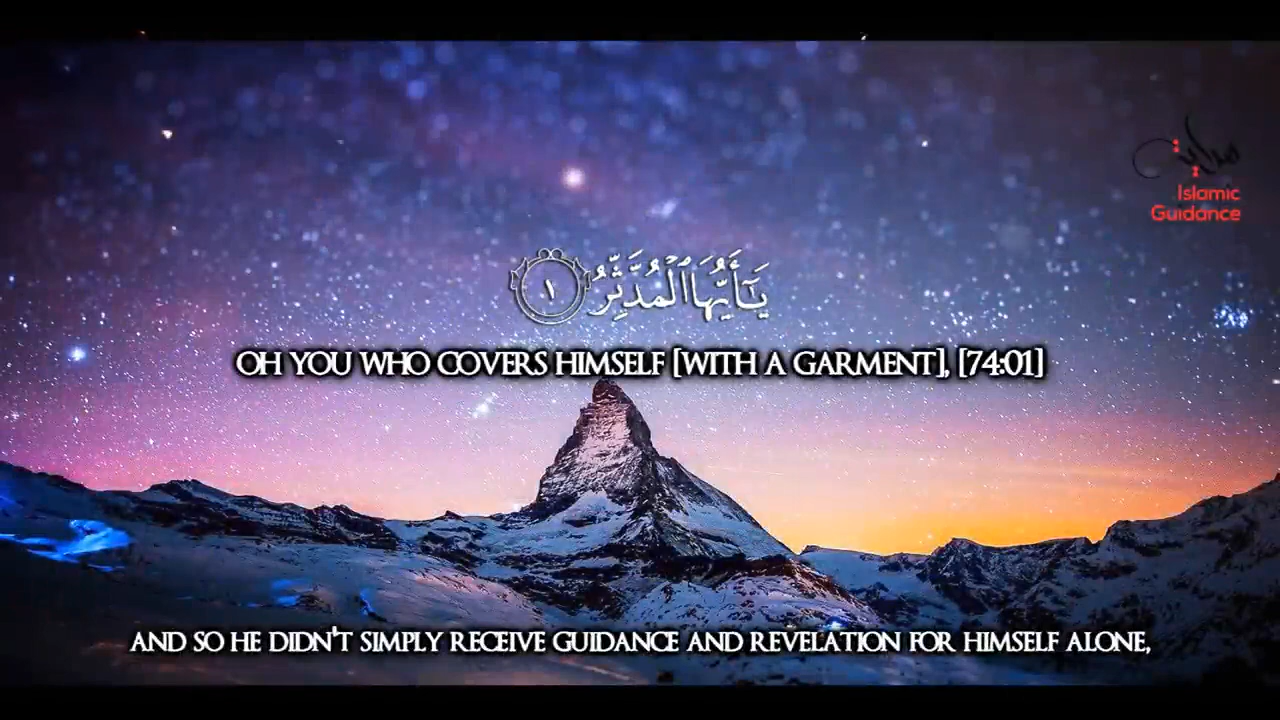 هداية
Islamic
Guidance
يَـٰٓأَيُّهَا ٱلْمُدَّثِّرُ ١
OH YOU WHO COVERS HIMSELF [WITH A GARMENT], [74:01]
AND SO HE DIDN'T SIMPLY RECEIVE GUIDANCE AND REVELATION FOR HIMSELF ALONE,